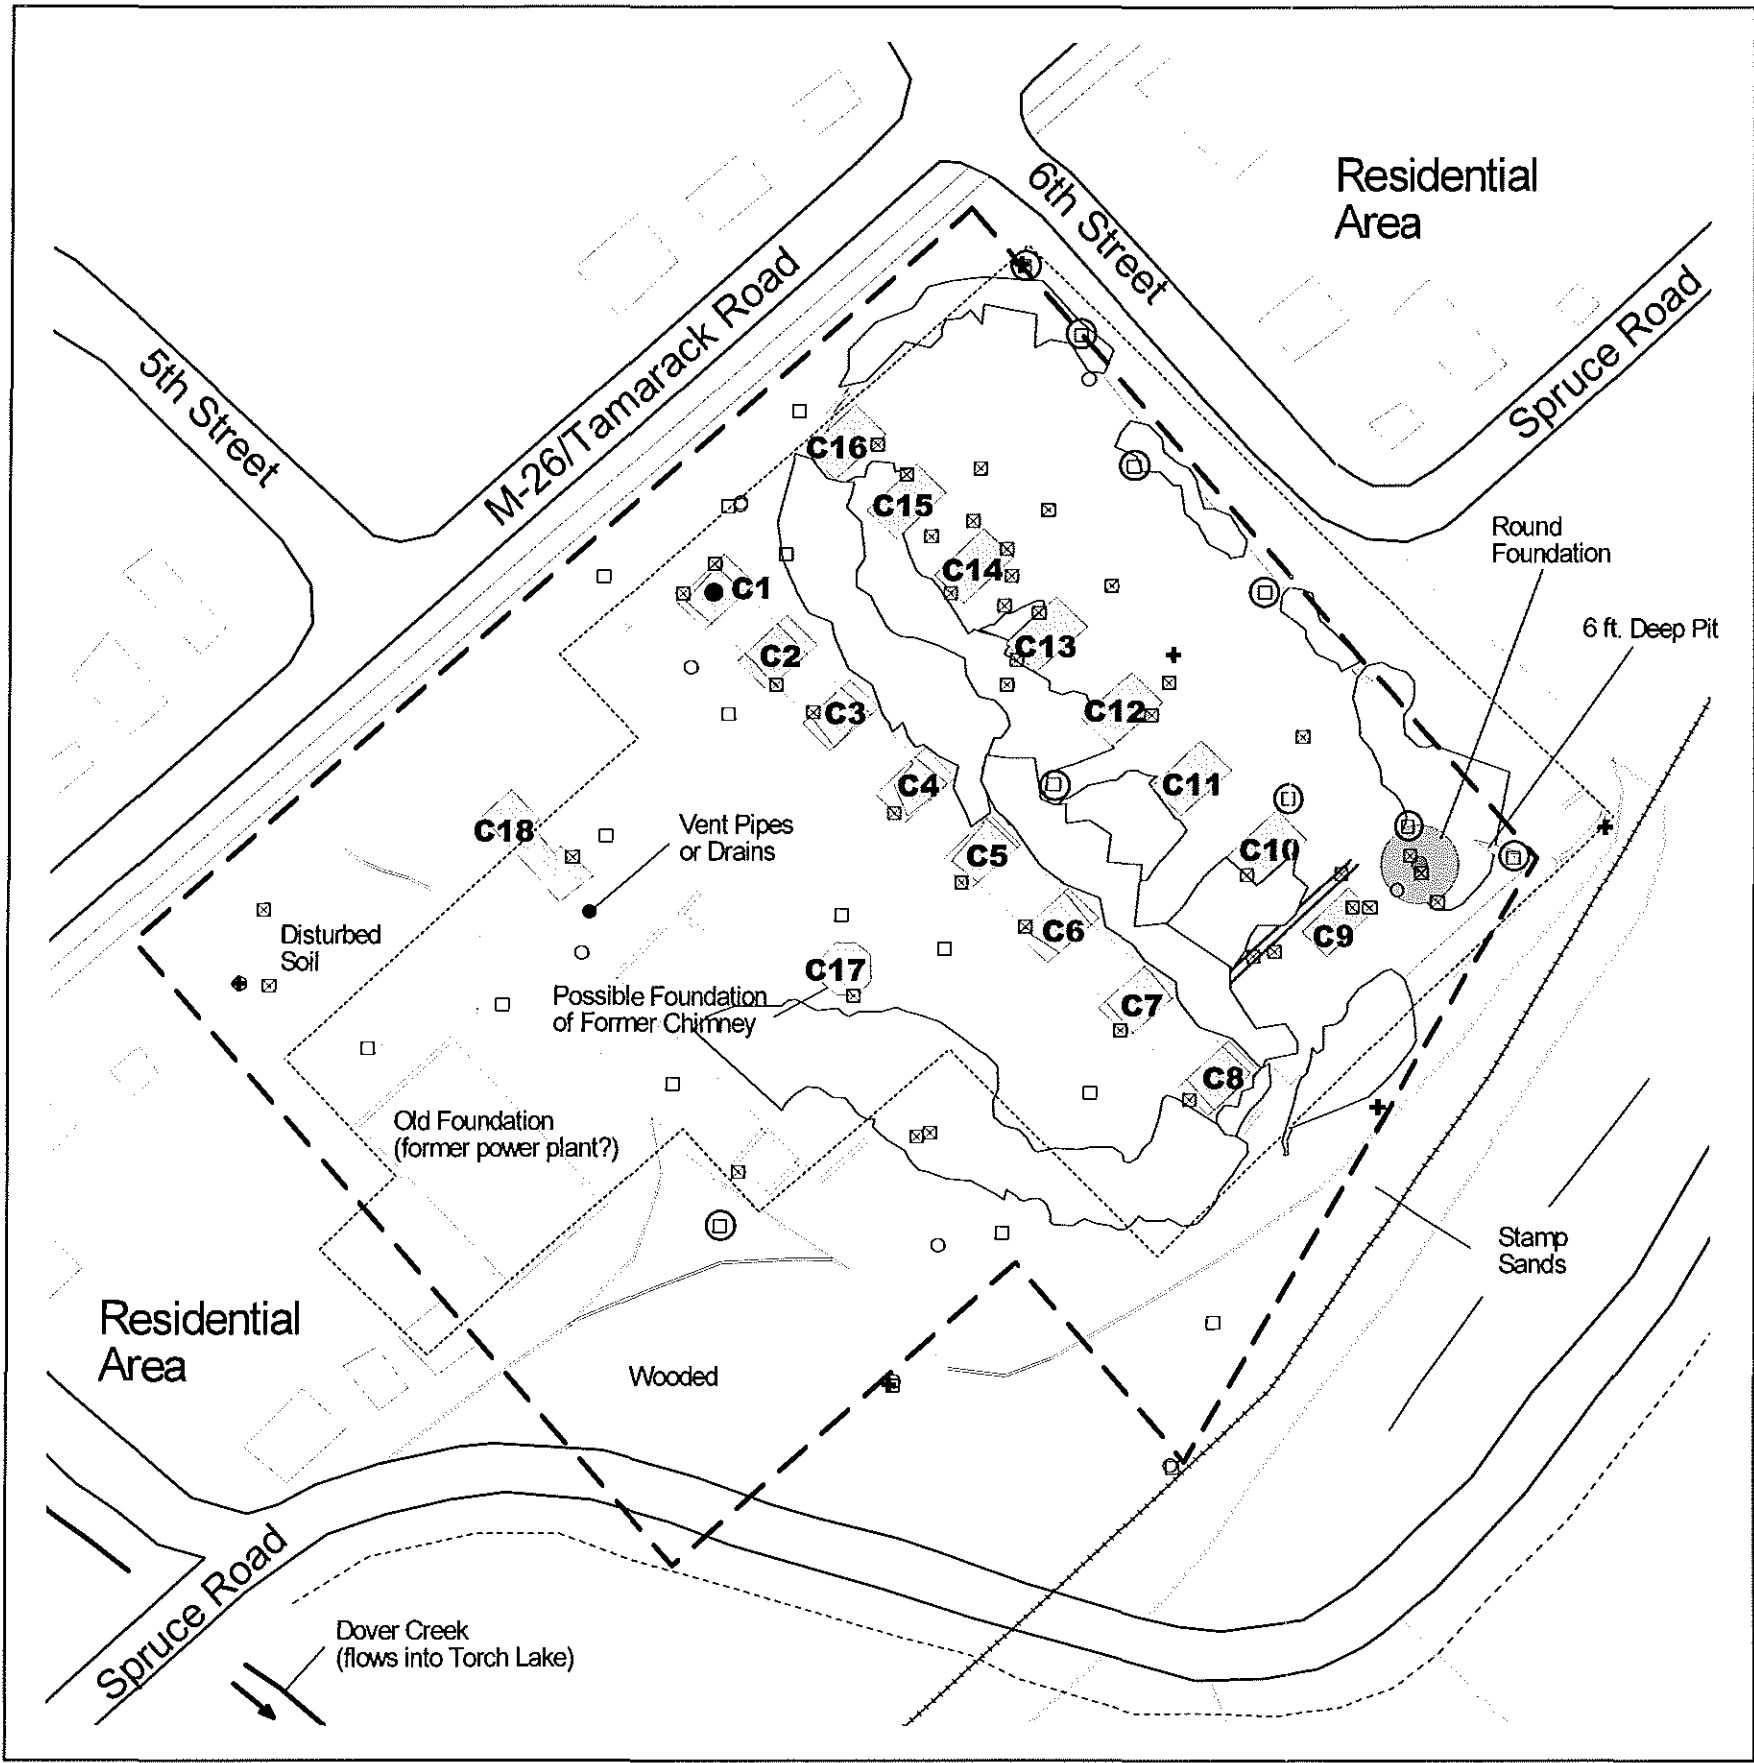 Residential
Area
6th Street
M-26/Tamarack Road
5th Street
Spruce Road
C16
C15
Round
Foundation
C14
C1
6 ft. Deep Pit
C13
C2
C12
C3
C11
C4
C18
Vent Pipes
or Drains
C10
C5
C9
C6
Disturbed
Soil
C17
Possible Foundation
of Former Chimney
C7
C8
Old Foundation
(former power plant?)
Stamp
Sands
Residential
Area
Wooded
Spruce Road
Dover Creek
(flows into Torch Lake)